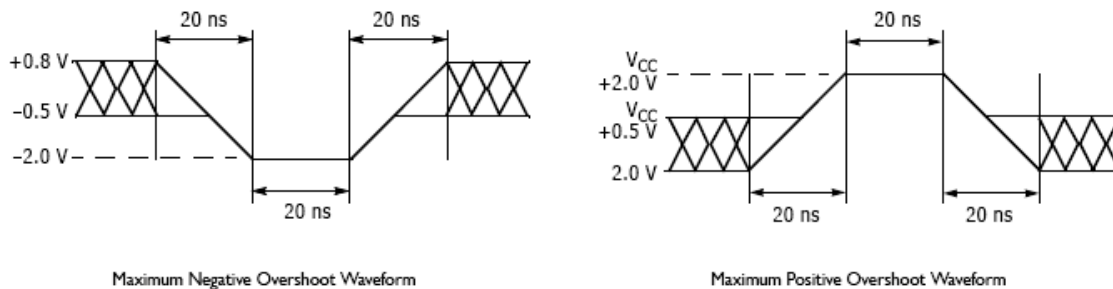 20 ns
20 ns
+0.8 V
–0.5 V
–2.0 V
20 ns
Maximum Negative Overshoot Waveform
20 ns
VCC
+2.0 V
VCC
+0.5 V
2.0 V
20 ns
20 ns
Maximum Positive Overshoot Waveform